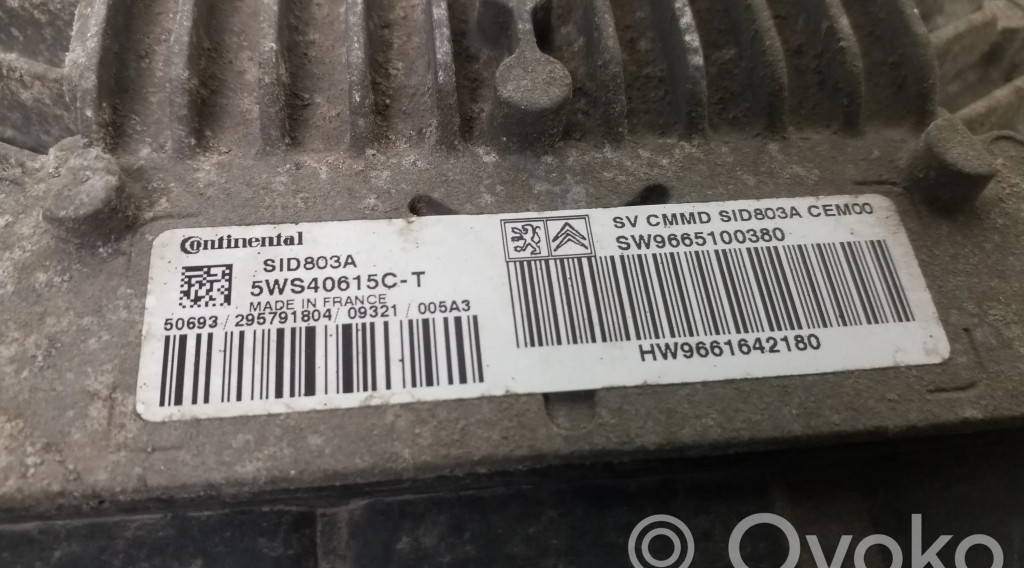 Continental
SID803A
5WS40615C-T
MADE IN FRANCE
50693 / 295791804 / 09321 / 005A3
SV CMMD SID803A CEM00
SW9665100380
HW9661642180
Ovoko